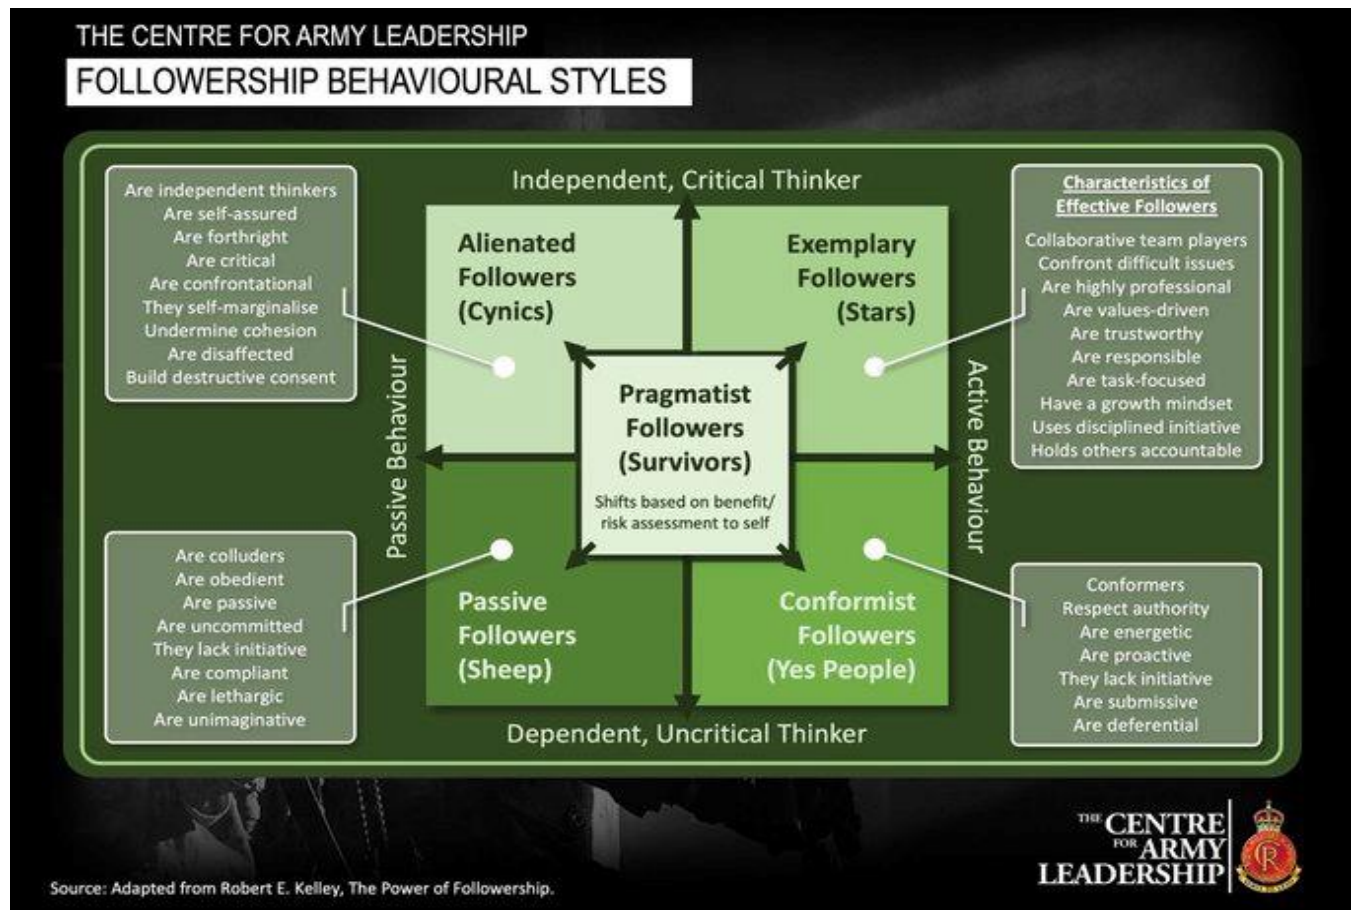 THE CENTRE FOR ARMY LEADERSHIP
FOLLOWERSHIP BEHAVIOURAL STYLES
Are independent thinkers
Are self-assured
Are forthright
Are critical
Are confrontational
They self-marginalise
Undermine cohesion
Are disaffected
Build destructive consent
Independent, Critical Thinker
Characteristics of
Effective Followers
Collaborative team players
Confront difficult issues
Are highly professional
Are values-driven
Are trustworthy
Are responsible
Are task-focused
Have a growth mindset
Uses disciplined initiative
Holds others accountable
Alienated
Followers
(Cynics)
Exemplary
Followers
(Stars)
Passive Behaviour
Pragmatist
Followers
(Survivors)
Shifts based on benefit/
risk assessment to self
Active Behaviour
Are colluders
Are obedient
Are passive
Are uncommitted
They lack initiative
Are compliant
Are lethargic
Are unimaginative
Passive
Followers
(Sheep)
Conformist
Followers
(Yes People)
Conformers
Respect authority
Are energetic
Are proactive
They lack initiative
Are submissive
Are deferential
Dependent, Uncritical Thinker
THE CENTRE
FOR ARMY
LEADERSHIP
Source: Adapted from Robert E. Kelley, The Power of Followership.